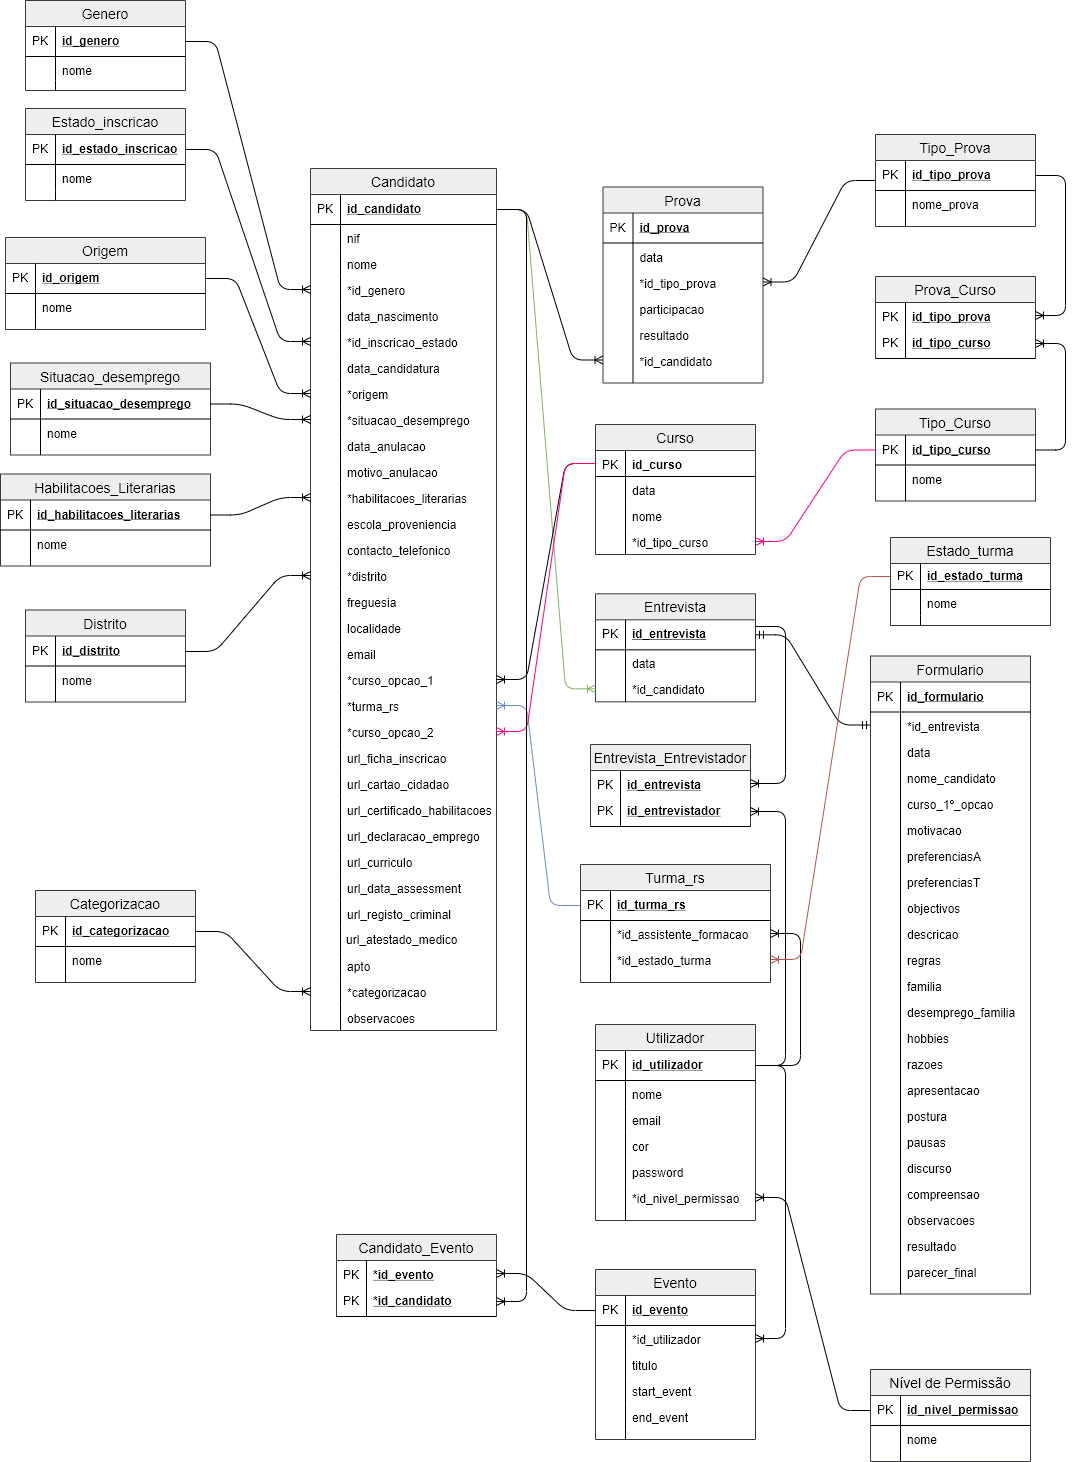 Genero
PK id_genero
nome
Estado_inscricao
PK id_estado_inscricao
nome
Origem
PK id_origem
nome
Situacao_desemprego
PK id_situacao_desemprego
nome
Habilitacoes_Literarias
PK id_habilitacoes_literarias
nome
Distrito
PK id_distrito
nome
Categorizacao
PK id_categorizacao
nome
Candidato
PK id_candidato
nif
nome
*id_genero
data_nascimento
*id_inscricao_estado
data_candidatura
*origem
*situacao_desemprego
data_anulacao
motivo_anulacao
*habilitacoes_literarias
escola_proveniencia
contacto_telefonico
*distrito
freguesia
localidade
email
*curso_opcao_1
*turma_rs
*curso_opcao_2
url_ficha_inscricao
url_cartao_cidadao
url_certificado_habilitacoes
url_declaracao_emprego
url_curriculo
url_data_assessment
url_registo_criminal
url_atestado_medico
apto
*categorizacao
observacoes
Candidato_Evento
PK *id_evento
PK *id_candidato
Prova
PK id_prova
data
*id_tipo_prova
participacao
resultado
*id_candidato
Curso
PK id_curso
data
nome
*id_tipo_curso
Entrevista
PK id_entrevista
data
*id_candidato
Entrevista_Entrevistador
PK id_entrevista
PK id_entrevistador
Turma_rs
PK id_turma_rs
*id_assistente_formacao
*id_estado_turma
Utilizador
PK id_utilizador
nome
email
cor
password
*id_nivel_permissao
Evento
PK id_evento
*id_utilizador
titulo
start_event
end_event
Tipo_Prova
PK id_tipo_prova
nome_prova
Prova_Curso
PK id_tipo_prova
PK id_tipo_curso
Tipo_Curso
PK id_tipo_curso
nome
Estado_turma
PK id_estado_turma
nome
Formulario
PK id_formulario
*id_entrevista
data
nome_candidato
curso_1º_opcao
motivacao
preferenciasA
preferenciasT
objectivos
descricao
regras
familia
desemprego_familia
hobbies
razoes
apresentacao
postura
pausas
discurso
compreensao
observacoes
resultado
parecer_final
Nível de Permissão
PK id_nivel_permissao
nome